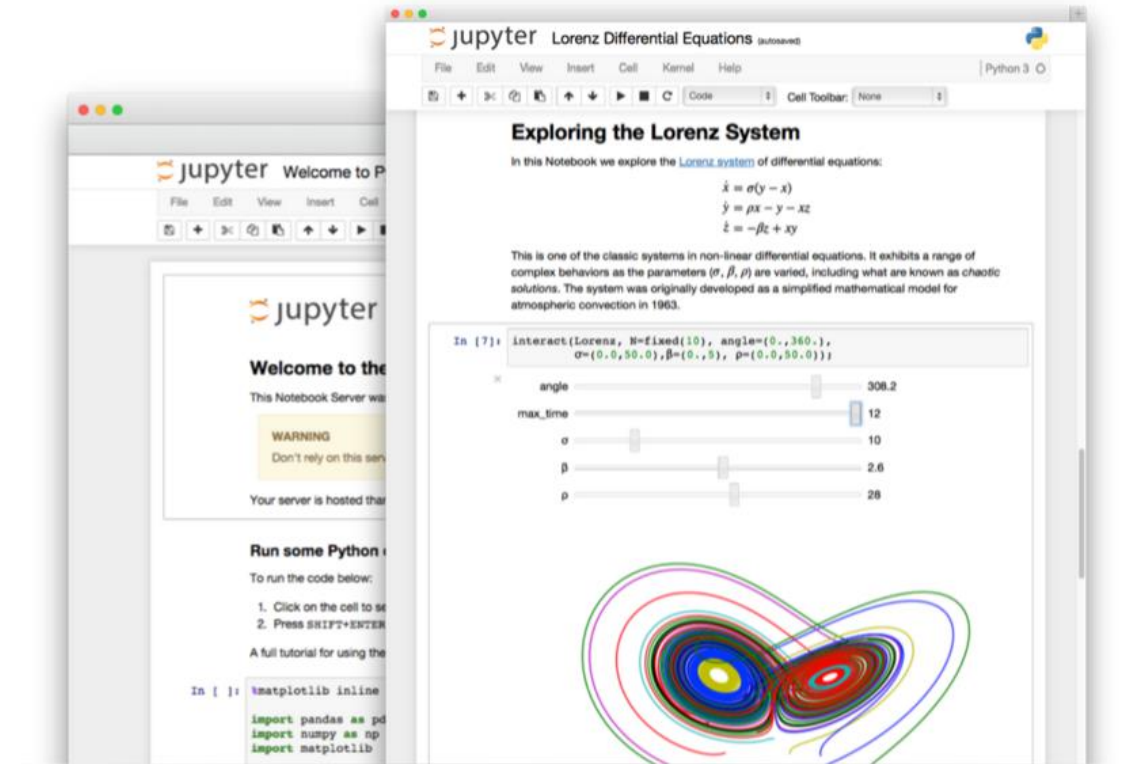 jupyter Lorenz Differential Equations (autosaved)
File Edit View Insert Cell Kernel Help
Python 3
Code
Cell Toolbar: None
Exploring the Lorenz System
In this Notebook we explore the Lorenz system of differential equations:
ẋ = σ(y − x)
ẏ = ρx − y − xz
ż = −βz + xy
This is one of the classic systems in non-linear differential equations. It exhibits a range of
complex behaviors as the parameters (σ, β, ρ) are varied, including what are known as chaotic
solutions. The system was originally developed as a simplified mathematical model for
atmospheric convection in 1963.
In [7]: interact(Lorenz, N=fixed(10), angle=(0.,360.),
σ=(0.0,50.0),β=(0.,5), ρ=(0.0,50.0));
angle 308.2
max_time 12
σ 10
β 2.6
ρ 28
jupyter Welcome to P
File Edit View Insert Cell
jupyter
Welcome to the
This Notebook Server wa
WARNING
Don't rely on this serv
Your server is hosted than
Run some Python c
To run the code below:
1. Click on the cell to se
2. Press SHIFT+ENTER
A full tutorial for using the
In [ ]: %matplotlib inline
import pandas as pd
import numpy as np
import matplotlib